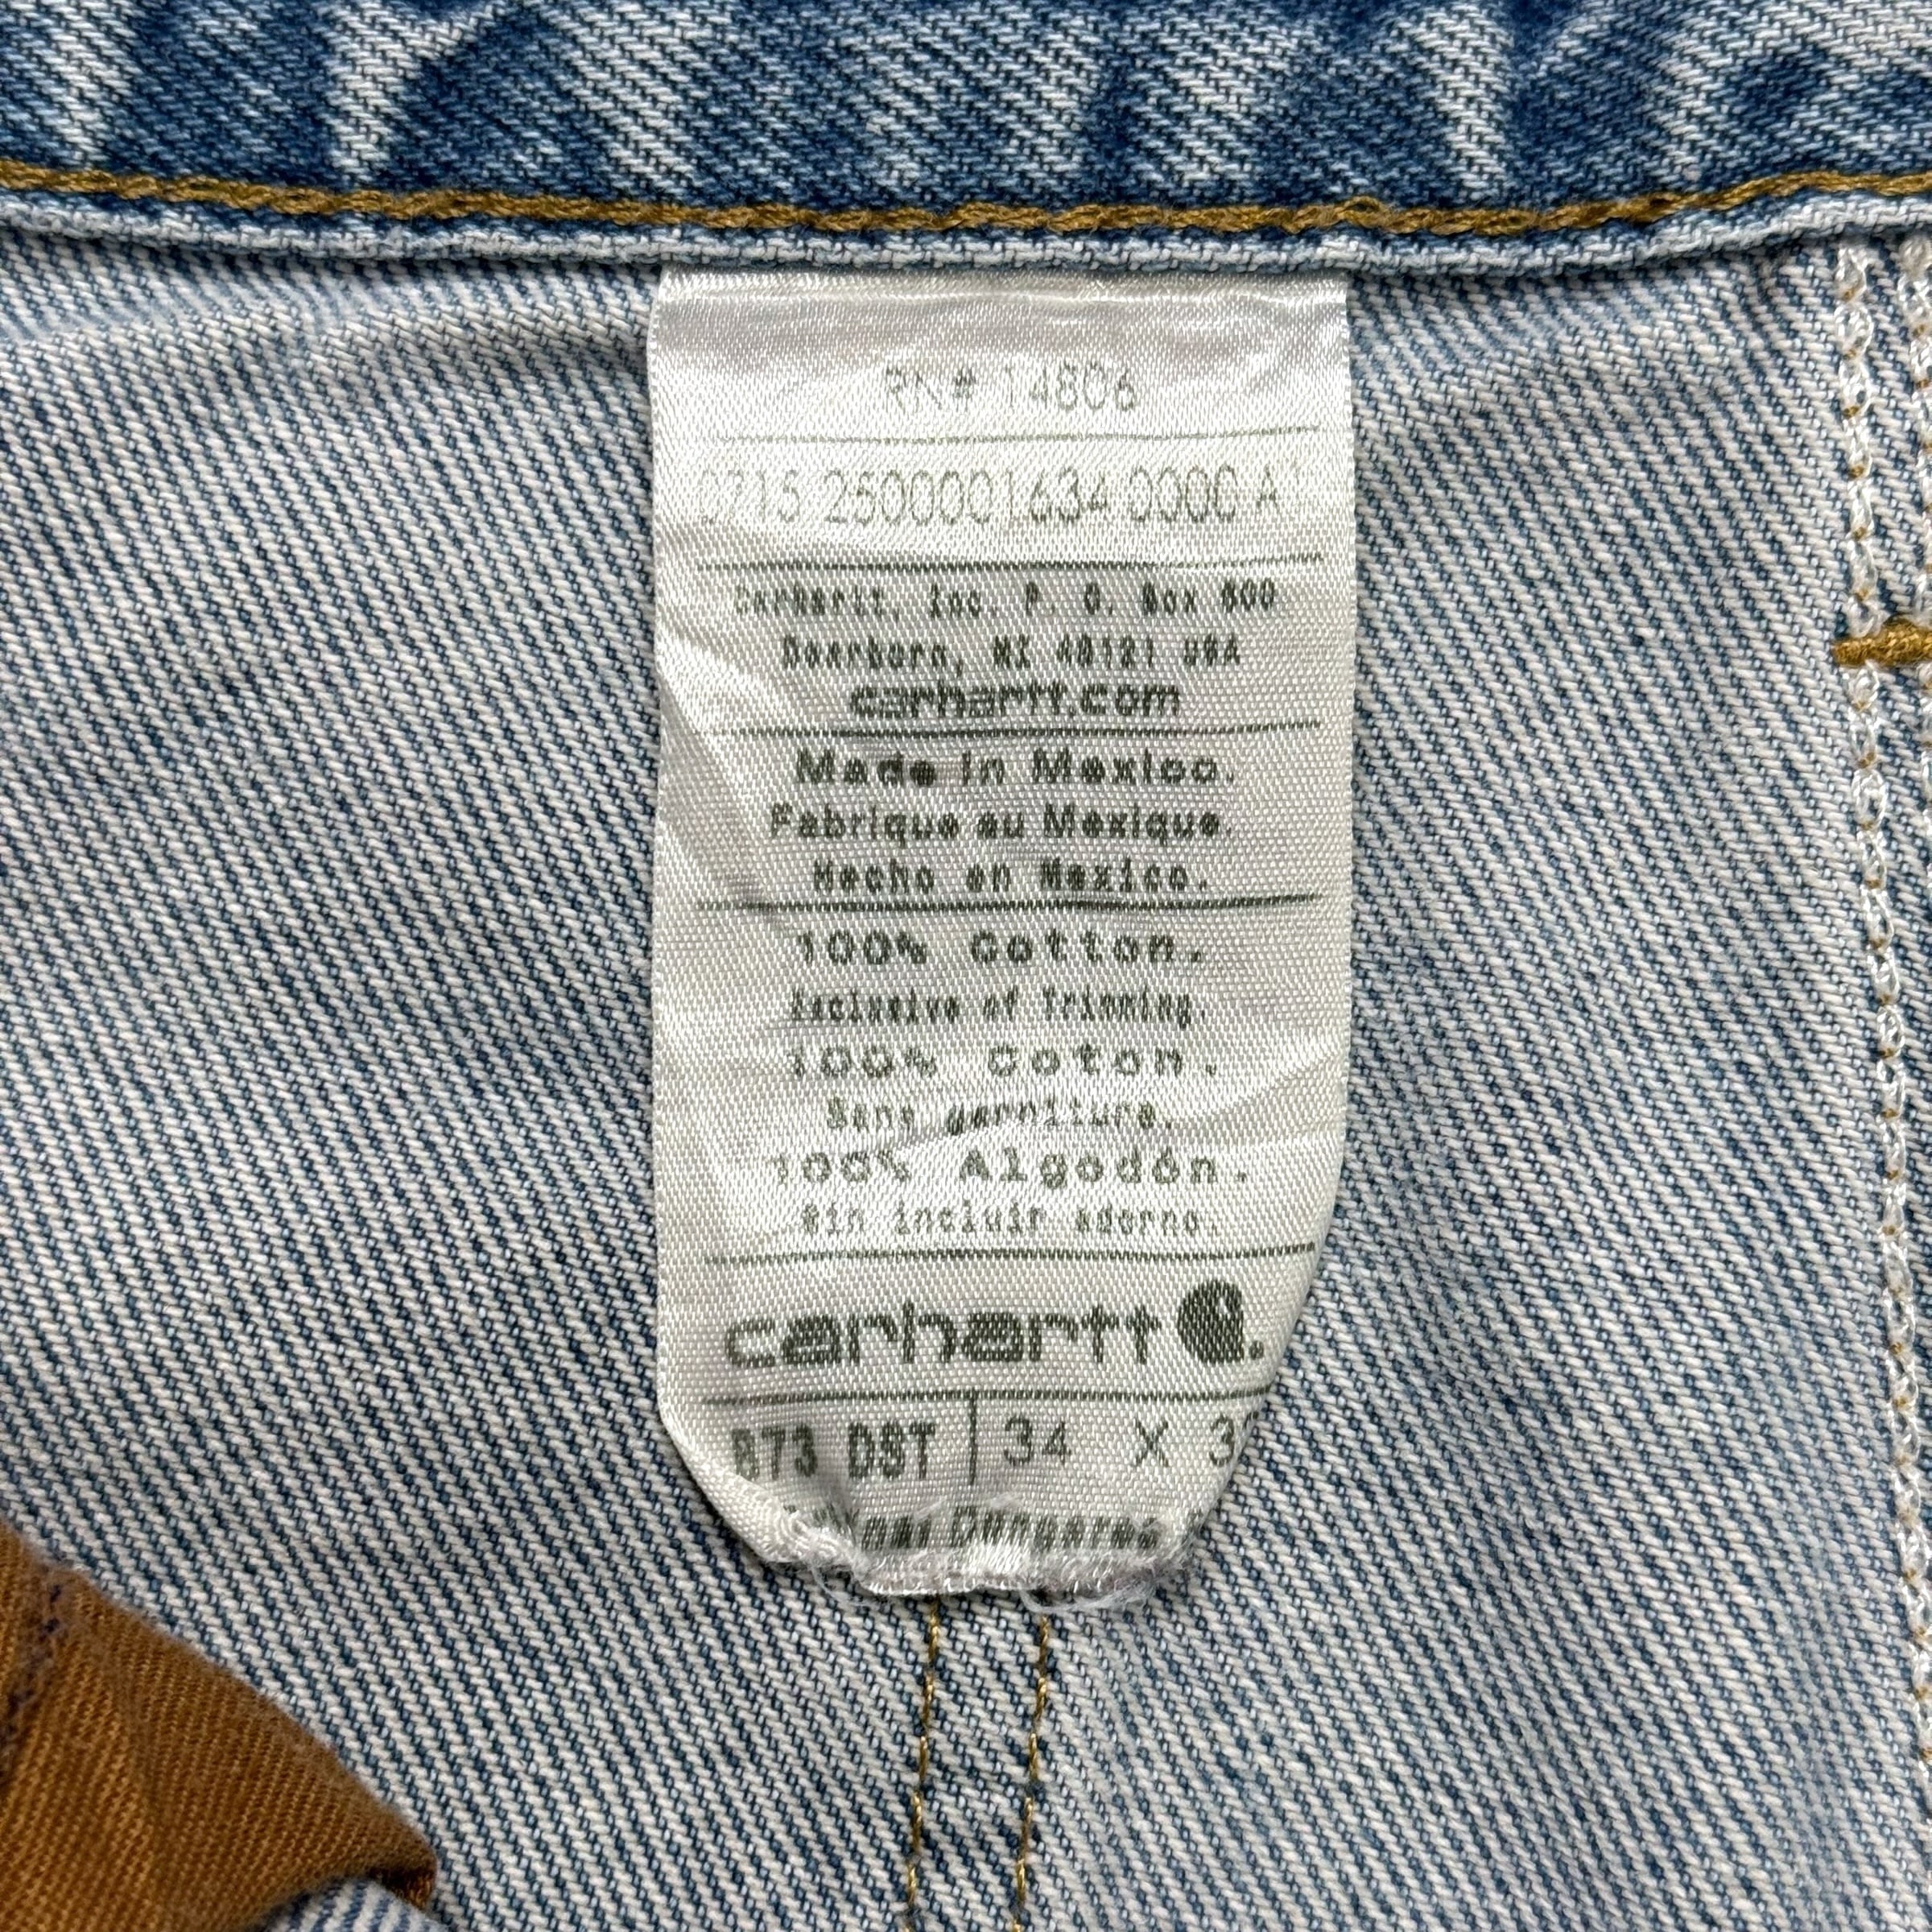 RN# 14806
0715 2500001634 0000 A
Carhartt, Inc. P. O. Box 600
Dearborn, MI 48121 USA
carhartt.com
Made in Mexico.
Fabrique au Mexique.
Hecho en Mexico.
100% Cotton.
Exclusive of Trimming.
100% Coton.
Sans garniture.
100% Algodón.
Sin incluir adorno.
carhartt
B73 DST | 34 X
Dungaree